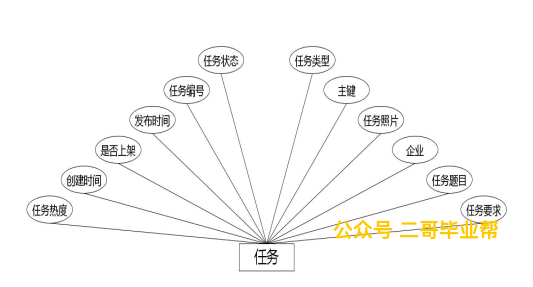 任务状态
任务类型
任务编号
主键
发布时间
任务照片
是否上架
企业
创建时间
任务题目
任务热度
任务要求
公众号 二哥毕业帮
任务